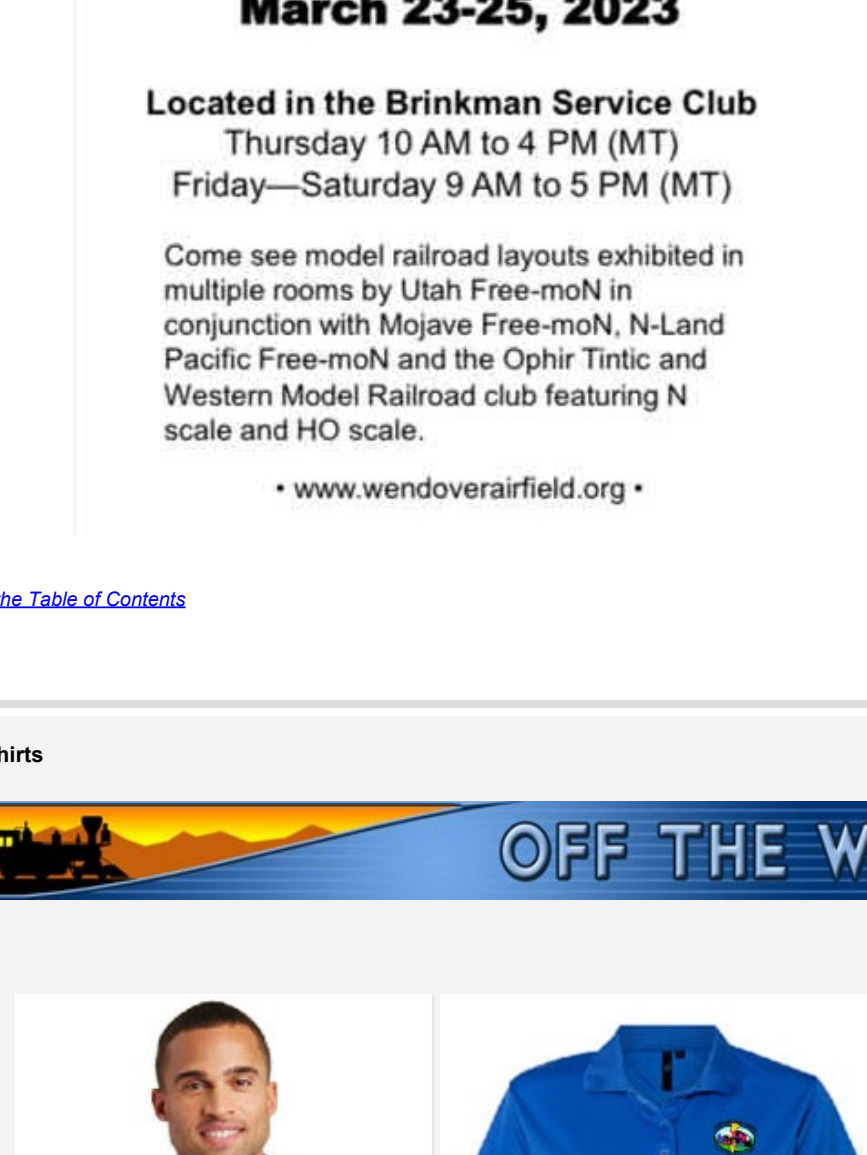 March 23-25, 2023
Located in the Brinkman Service Club
Thursday 10 AM to 4 PM (MT)
Friday—Saturday 9 AM to 5 PM (MT)
Come see model railroad layouts exhibited in
multiple rooms by Utah Free-moN in
conjunction with Mojave Free-moN, N-Land
Pacific Free-moN and the Ophir Tintic and
Western Model Railroad club featuring N
scale and HO scale.
• www.wendoverairfield.org •
the Table of Contents
hirts
OFF THE W